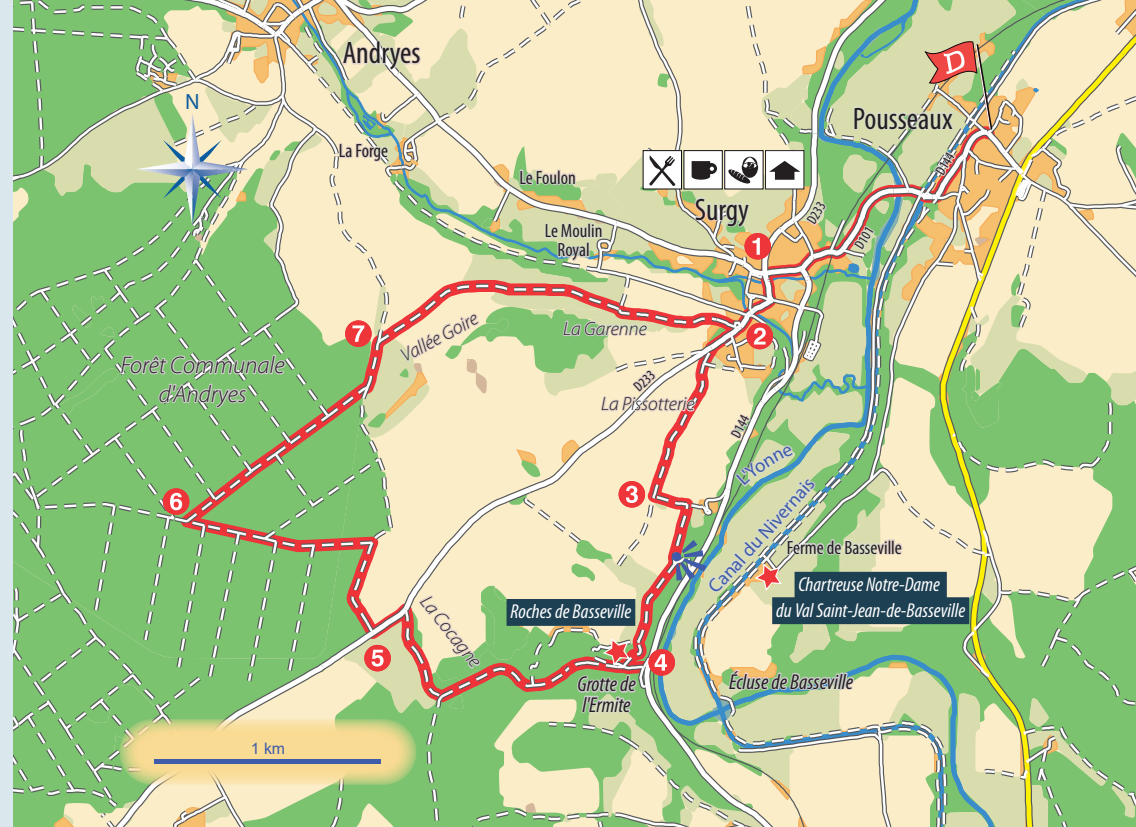 Andryes
D
N
Pousseaux
D144
La Forge
Le Foulon
Surgy
D233
Le Moulin
Royal
1
D101
7
Vallée Goire
La Garenne
2
Forêt Communale
d'Andryes
D233
La Pissotterie
D144
L'Yonne
6
3
Canal du Nivernais
Ferme de Basseville
Chartreuse Notre-Dame
du Val Saint-Jean-de-Basseville
Roches de Basseville
La Cocagne
5
4
Grotte de
l'Ermite
Écluse de Basseville
1 km